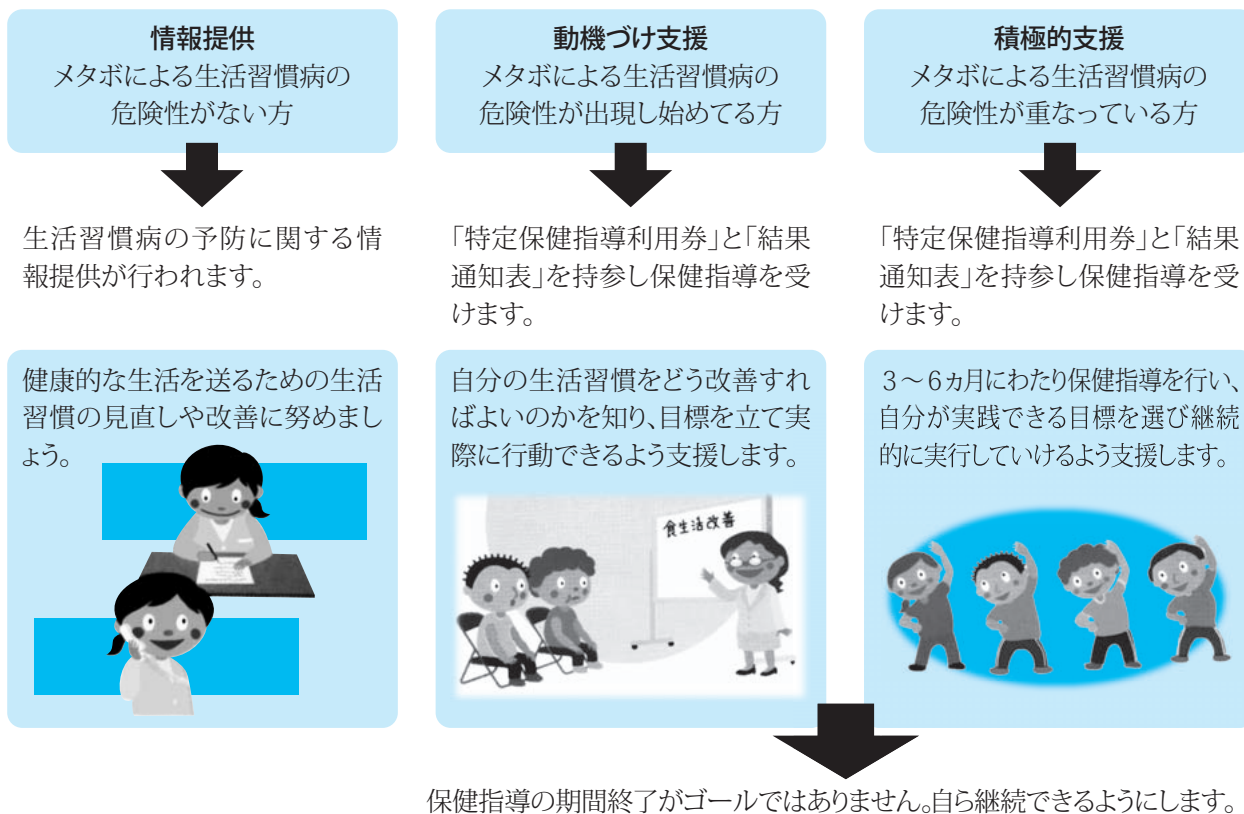 情報提供
メタボによる生活習慣病の
危険性がない方
生活習慣病の予防に関する情
報提供が行われます。
健康的な生活を送るための生活
習慣の見直しや改善に努めまし
ょう。
動機づけ支援
メタボによる生活習慣病の
危険性が出現し始めてる方
「特定保健指導利用券」と「結果
通知表」を持参し保健指導を受
けます。
自分の生活習慣をどう改善すれ
ばよいのかを知り、目標を立て実
際に行動できるよう支援します。
食生活改善
積極的支援
メタボによる生活習慣病の
危険性が重なっている方
「特定保健指導利用券」と「結果
通知表」を持参し保健指導を受
けます。
3～6ヵ月にわたり保健指導を行い、
自分が実践できる目標を選び継続
的に実行していけるよう支援します。
保健指導の期間終了がゴールではありません。自ら継続できるようにします。